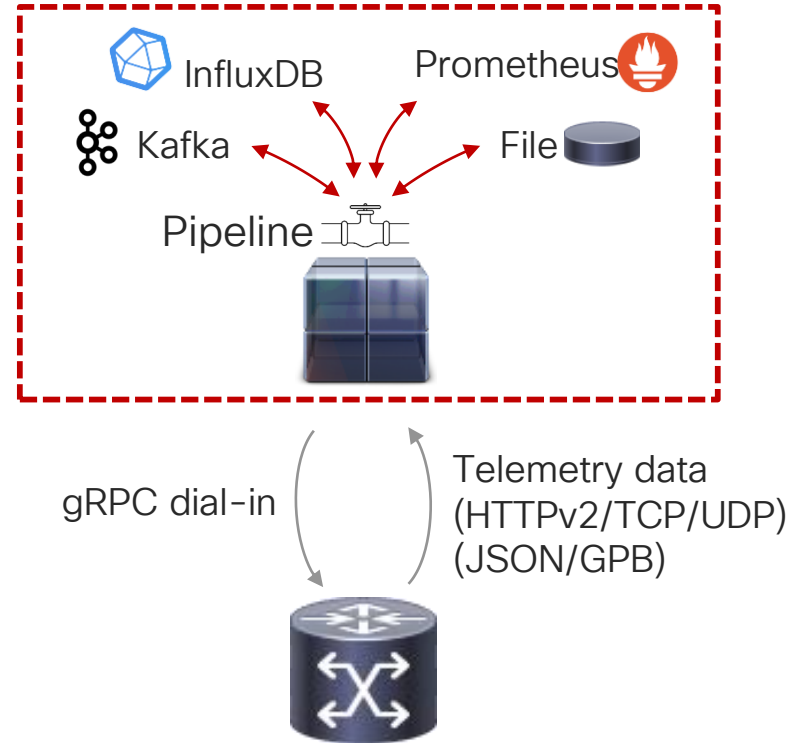 InfluxDB
Prometheus
Kafka
File
Pipeline
gRPC dial-in
Telemetry data
(HTTPv2/TCP/UDP)
(JSON/GPB)